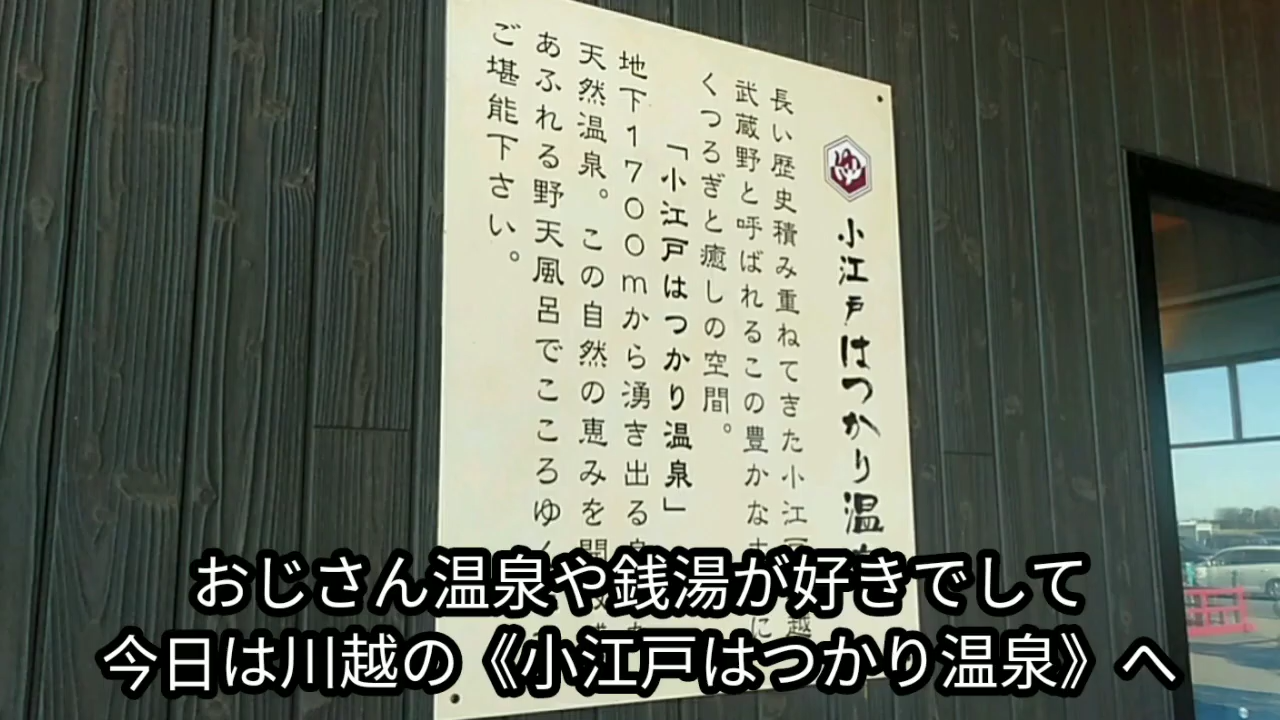 ゆ
小江戸はつかり温
長い歴史積み重ねてきた小江戸
武蔵野と呼ばれるこの豊かな
くつろぎと癒しの空間。
「小江戸はつかり温泉」
地下1700mから湧き出る
天然温泉。この自然の恵みを開
あふれる野天風呂でこころゆ
ご堪能下さい。
おじさん温泉や銭湯が好きでして
今日は川越の《小江戸はつかり温泉》へ